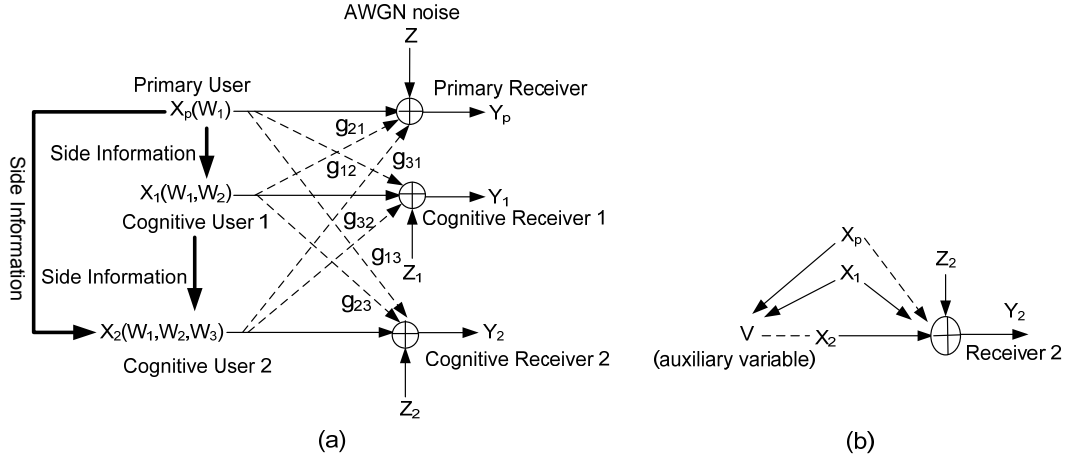 AWGN noise
Z
Primary User
Primary Receiver
Xp(W1)
Yp
g21
Side Information
g31
g12
X1(W1,W2)
Y1
Cognitive User 1
Cognitive Receiver 1
Side Information
g32
g13
Z1
Side Information
g23
X2(W1,W2,W3)
Y2
Cognitive User 2
Cognitive Receiver 2
Z2
(a)
Xp
X1
Z2
Y2
V
X2
(auxiliary variable)
Receiver 2
(b)